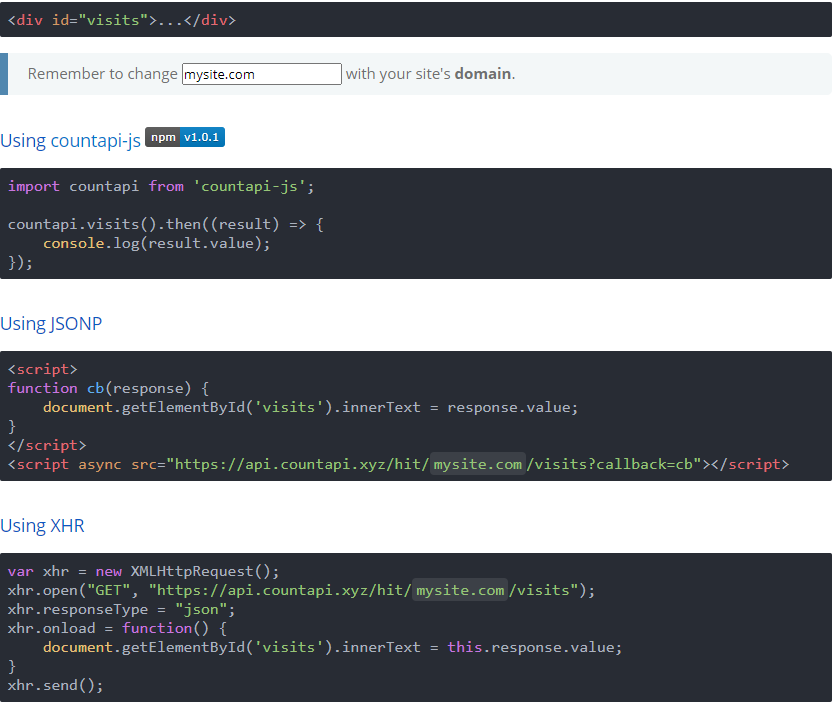 <div id="visits">...</div>
Remember to change mysite.com with your site's domain.
Using countapi-js npm v1.0.1
import countapi from 'countapi-js';
countapi.visits().then((result) => {
    console.log(result.value);
});
Using JSONP
<script>
function cb(response) {
    document.getElementById('visits').innerText = response.value;
}
</script>
<script async src="https://api.countapi.xyz/hit/mysite.com/visits?callback=cb"></script>
Using XHR
var xhr = new XMLHttpRequest();
xhr.open("GET", "https://api.countapi.xyz/hit/mysite.com/visits");
xhr.responseType = "json";
xhr.onload = function() {
    document.getElementById('visits').innerText = this.response.value;
}
xhr.send();